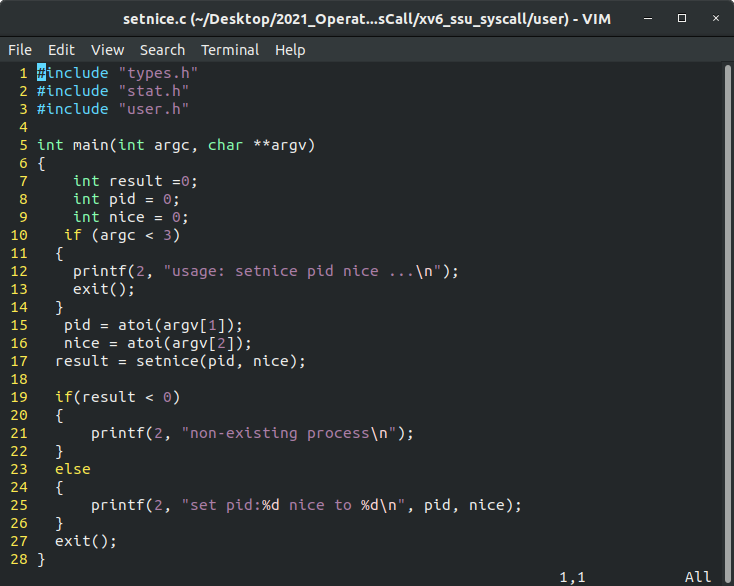 setnice.c (~/Desktop/2021_Operat...sCall/xv6_ssu_syscall/user) - VIM
File Edit View Search Terminal Help
1 #include "types.h"
2 #include "stat.h"
3 #include "user.h"
4
5 int main(int argc, char **argv)
6 {
7     int result =0;
8     int pid = 0;
9     int nice = 0;
10    if (argc < 3)
11   {
12     printf(2, "usage: setnice pid nice ...\n");
13     exit();
14   }
15    pid = atoi(argv[1]);
16    nice = atoi(argv[2]);
17   result = setnice(pid, nice);
18
19   if(result < 0)
20   {
21       printf(2, "non-existing process\n");
22   }
23   else
24   {
25       printf(2, "set pid:%d nice to %d\n", pid, nice);
26   }
27   exit();
28 }
1,1 All